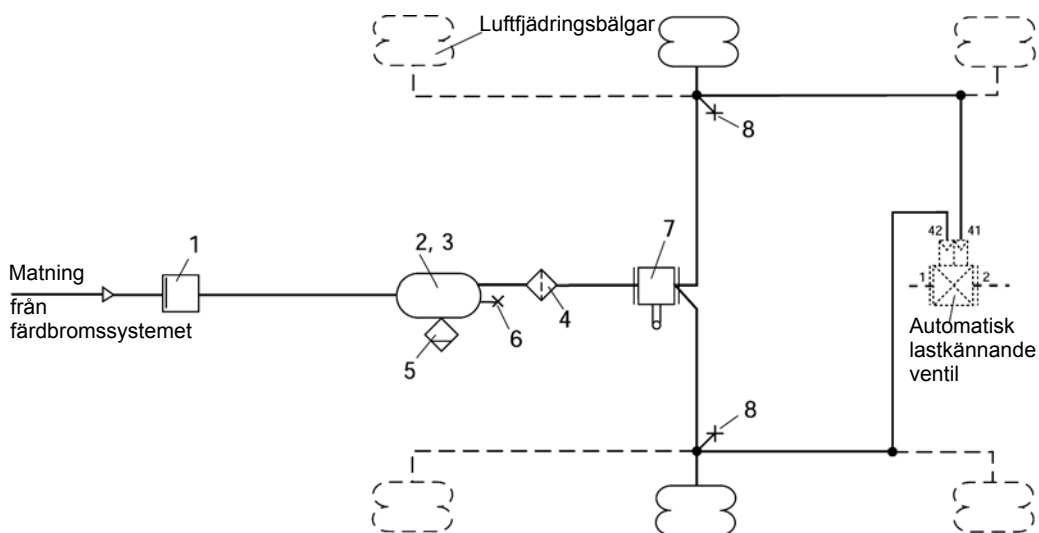 Luftfjädringsbälgar
8
1
2, 3
7
42
41
Matning
från
färdbromssystemet
4
6
5
1
2
Automatisk
lastkännande
ventil
8